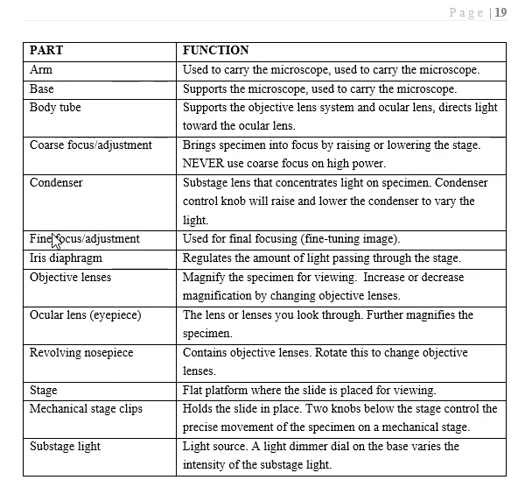 Page | 19
PART FUNCTION
Arm Used to carry the microscope, used to carry the microscope.
Base Supports the microscope, used to carry the microscope.
Body tube Supports the objective lens system and ocular lens, directs light
toward the ocular lens.
Coarse focus/adjustment Brings specimen into focus by raising or lowering the stage.
NEVER use coarse focus on high power.
Condenser Substage lens that concentrates light on specimen. Condenser
control knob will raise and lower the condenser to vary the
light.
Fine focus/adjustment Used for final focusing (fine-tuning image).
Iris diaphragm Regulates the amount of light passing through the stage.
Objective lenses Magnify the specimen for viewing. Increase or decrease
magnification by changing objective lenses.
Ocular lens (eyepiece) The lens or lenses you look through. Further magnifies the
specimen.
Revolving nosepiece Contains objective lenses. Rotate this to change objective
lenses.
Stage Flat platform where the slide is placed for viewing.
Mechanical stage clips Holds the slide in place. Two knobs below the stage control the
precise movement of the specimen on a mechanical stage.
Substage light Light source. A light dimmer dial on the base varies the
intensity of the substage light.